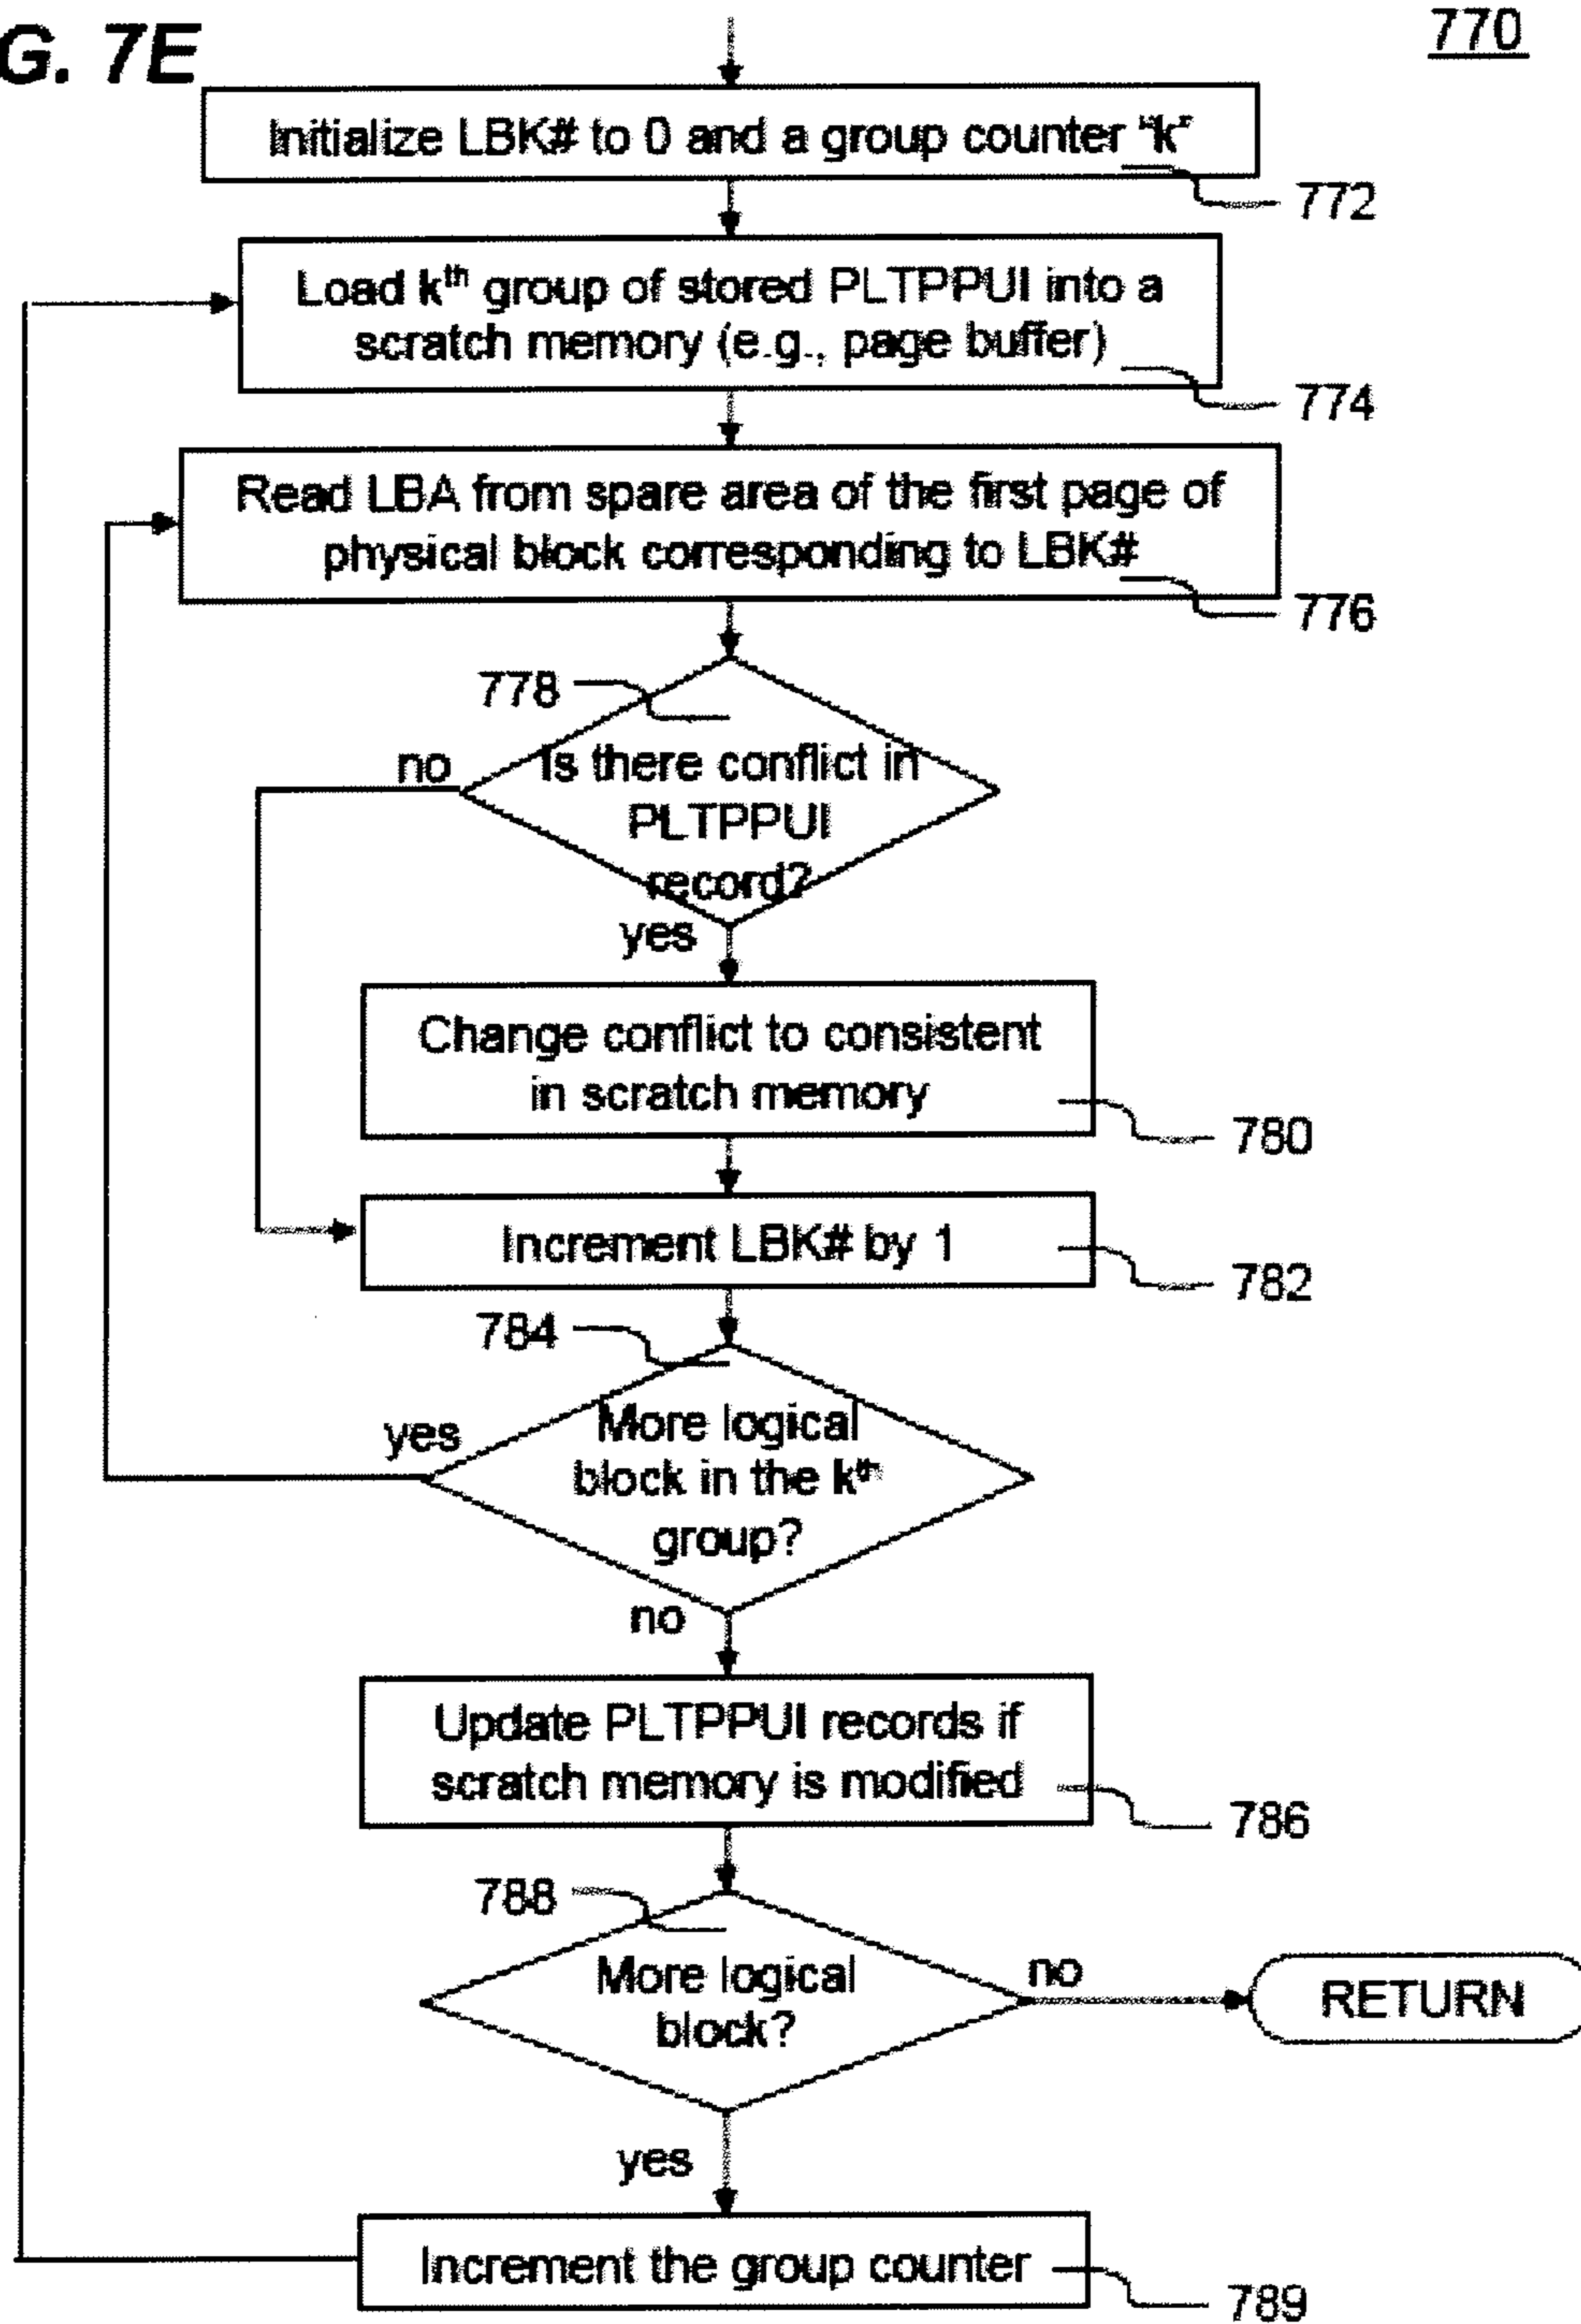 G. 7E
770
Initialize LBK# to 0 and a group counter "k"
772
Load kth group of stored PLTPPUI into a
scratch memory (e.g., page buffer)
774
Read LBA from spare area of the first page of
physical block corresponding to LBK#
776
778
no
Is there conflict in
PLTPPUI
record?
yes
Change conflict to consistent
in scratch memory
780
Increment LBK# by 1
782
784
yes
More logical
block in the kth
group?
no
Update PLTPPUI records if
scratch memory is modified
786
788
More logical
block?
no
RETURN
yes
Increment the group counter
789